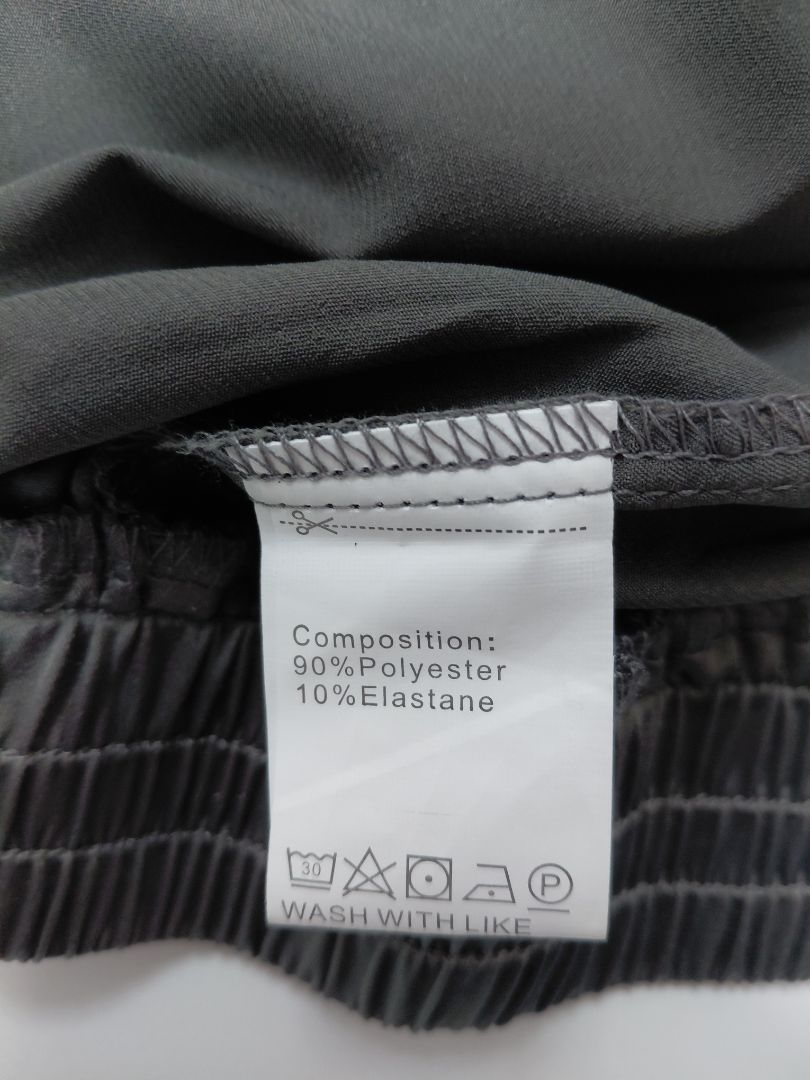 Composition:
90%Polyester
10%Elastane
30 P
WASH WITH LIKE